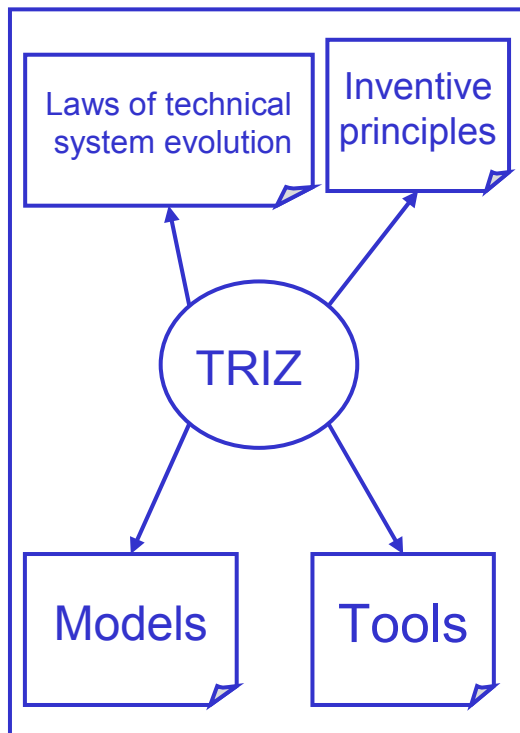 Laws of technical
system evolution
Inventive
principles
TRIZ
Models
Tools